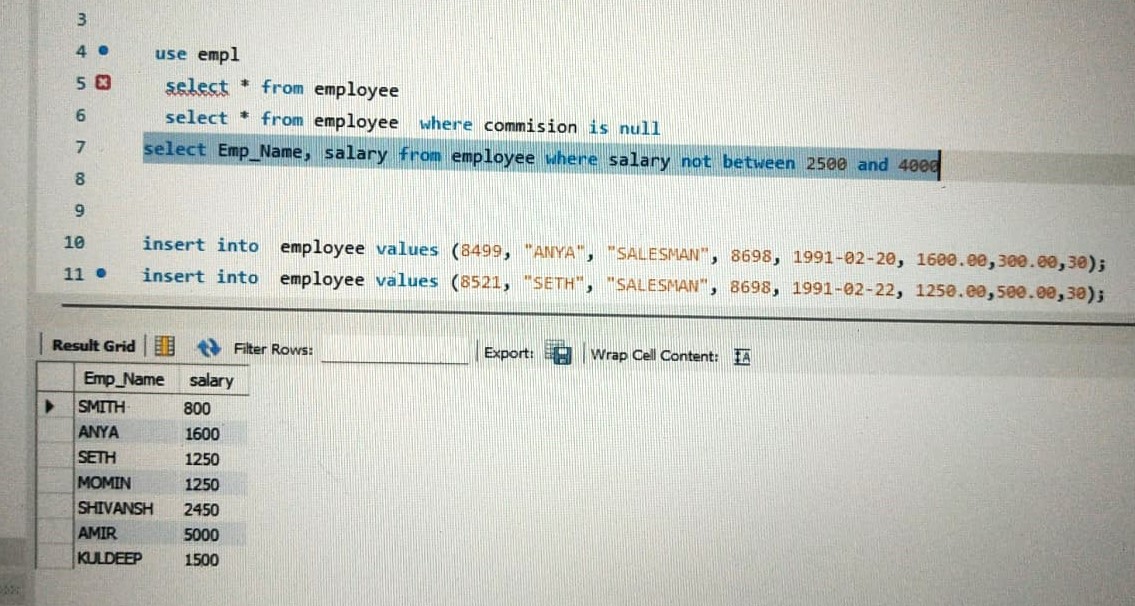 3
4 use empl
5 select * from employee
6 select * from employee where commision is null
7 select Emp_Name, salary from employee where salary not between 2500 and 4000
8
9
10 insert into employee values (8499, "ANYA", "SALESMAN", 8698, 1991-02-20, 1600.00,300.00,30);
11 insert into employee values (8521, "SETH", "SALESMAN", 8698, 1991-02-22, 1250.00,500.00,30);
Result Grid Filter Rows: Export: Wrap Cell Content: IA
Emp_Name salary
SMITH 800
ANYA 1600
SETH 1250
MOMIN 1250
SHIVANSH 2450
AMIR 5000
KULDEEP 1500